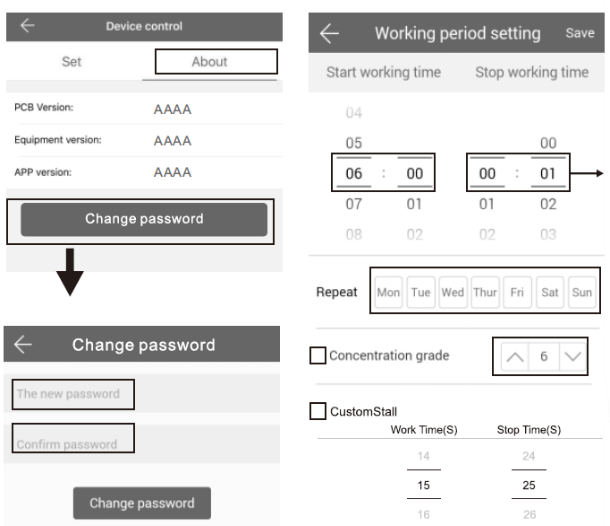 Device control
Set About
PCB Version: AAAA
Equipment version: AAAA
APP version: AAAA
Change password
Change password
The new password
Confirm password
Change password
Working period setting Save
Start working time Stop working time
04
05 00
06 : 00 00 : 01
07 01 01 02
08 02 02 03
Repeat Mon Tue Wed Thur Fri Sat Sun
Concentration grade 6
CustomStall
Work Time(S) Stop Time(S)
14 24
15 25
16 26